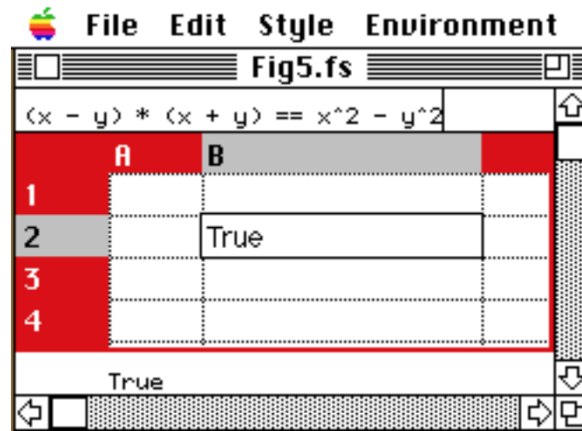 File Edit Style Environment
Fig5.fs
(x - y) * (x + y) == x^2 - y^2
A B
1
2 True
3
4
True